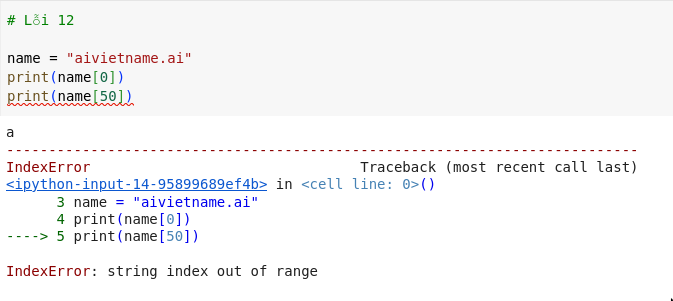 # Lỗi 12
name = "aivietname.ai"
print(name[0])
print(name[50])
a
---------------------------------------------------------------------------
IndexError                                Traceback (most recent call last)
<ipython-input-14-95899689ef4b> in <cell line: 0>()
      3 name = "aivietname.ai"
      4 print(name[0])
----> 5 print(name[50])
IndexError: string index out of range